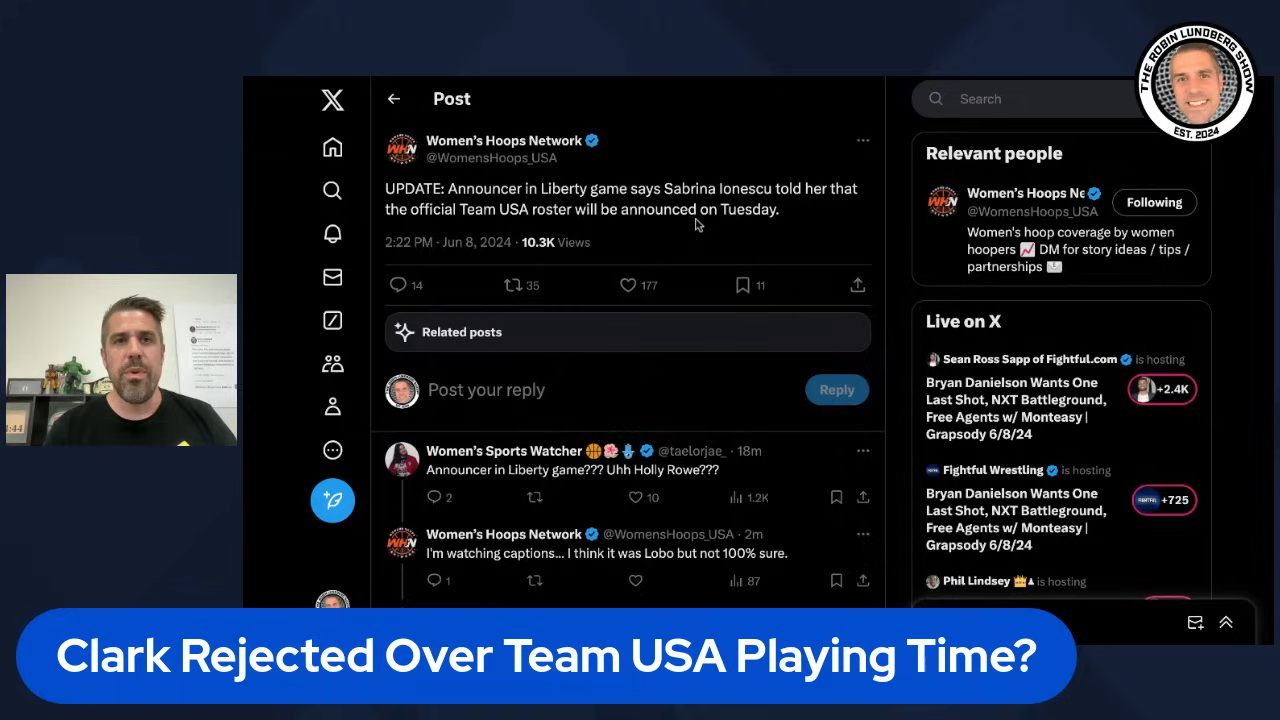 THE ROBIN LUNDBERG SHOW
EST. 2024
Post
Women's Hoops Network
@WomensHoops_USA
UPDATE: Announcer in Liberty game says Sabrina Ionescu told her that
the official Team USA roster will be announced on Tuesday.
2:22 PM · Jun 8, 2024 · 10.3K Views
14 35 177 11
Related posts
Post your reply
Reply
Women's Sports Watcher @taelorjae_ · 18m
Announcer in Liberty game??? Uhh Holly Rowe???
2 10 1.2K
Women's Hoops Network @WomensHoops_USA · 2m
I'm watching captions... I think it was Lobo but not 100% sure.
1 87
Search
Relevant people
Women's Hoops Ne
@WomensHoops_USA
Following
Women's hoop coverage by women
hoopers DM for story ideas / tips /
partnerships
Live on X
Sean Ross Sapp of Fightful.com is hosting
Bryan Danielson Wants One
Last Shot, NXT Battleground,
Free Agents w/ Monteasy |
Grapsody 6/8/24
+2.4K
Fightful Wrestling is hosting
Bryan Danielson Wants One
Last Shot, NXT Battleground,
Free Agents w/ Monteasy |
Grapsody 6/8/24
+725
Phil Lindsey is hosting
:44
Clark Rejected Over Team USA Playing Time?